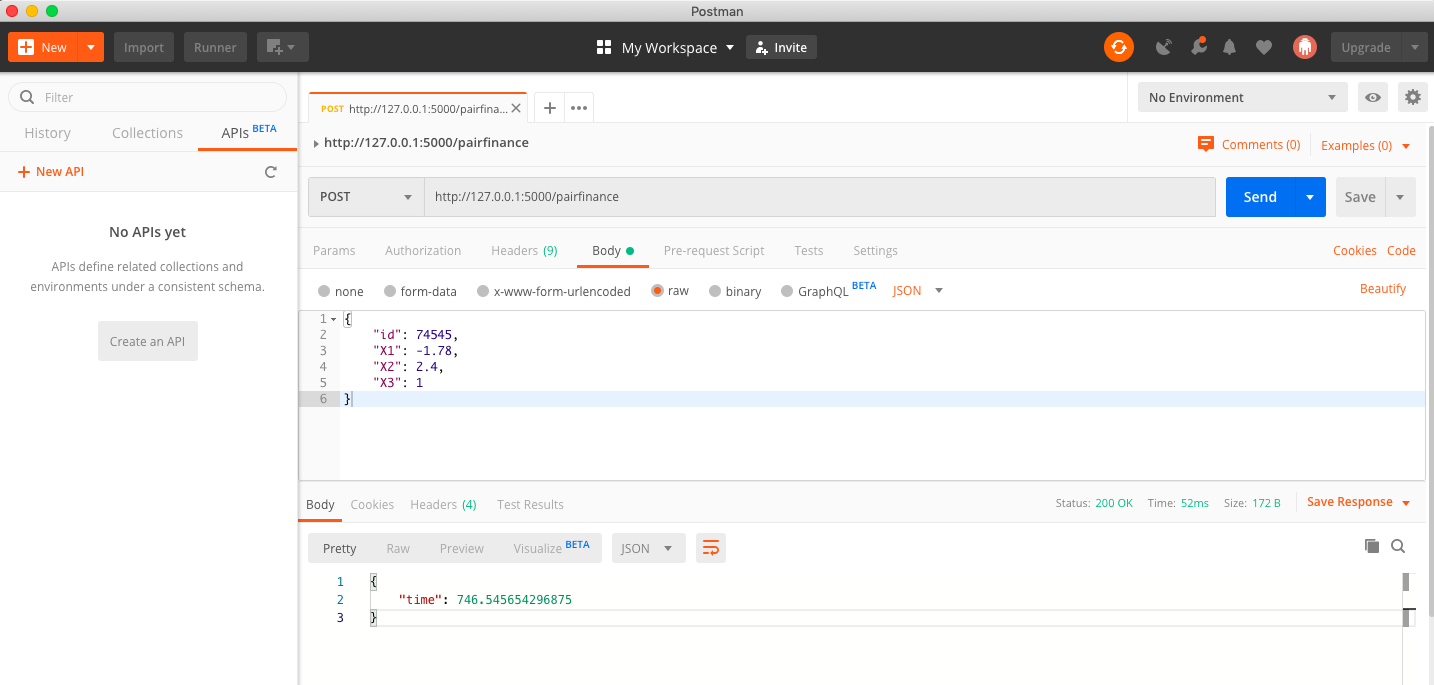 Postman
New Import Runner My Workspace Invite Upgrade
Filter
History Collections APIs BETA
New API
No APIs yet
APIs define related collections and
environments under a consistent schema.
Create an API
POST http://127.0.0.1:5000/pairfina...
No Environment
http://127.0.0.1:5000/pairfinance
Comments (0) Examples (0)
POST http://127.0.0.1:5000/pairfinance Send Save
Params Authorization Headers (9) Body Pre-request Script Tests Settings Cookies Code
none form-data x-www-form-urlencoded raw binary GraphQL BETA JSON Beautify
1 {
2 "id": 74545,
3 "X1": -1.78,
4 "X2": 2.4,
5 "X3": 1
6 }
Body Cookies Headers (4) Test Results Status: 200 OK Time: 52ms Size: 172 B Save Response
Pretty Raw Preview Visualize BETA JSON
1 {
2 "time": 746.545654296875
3 }